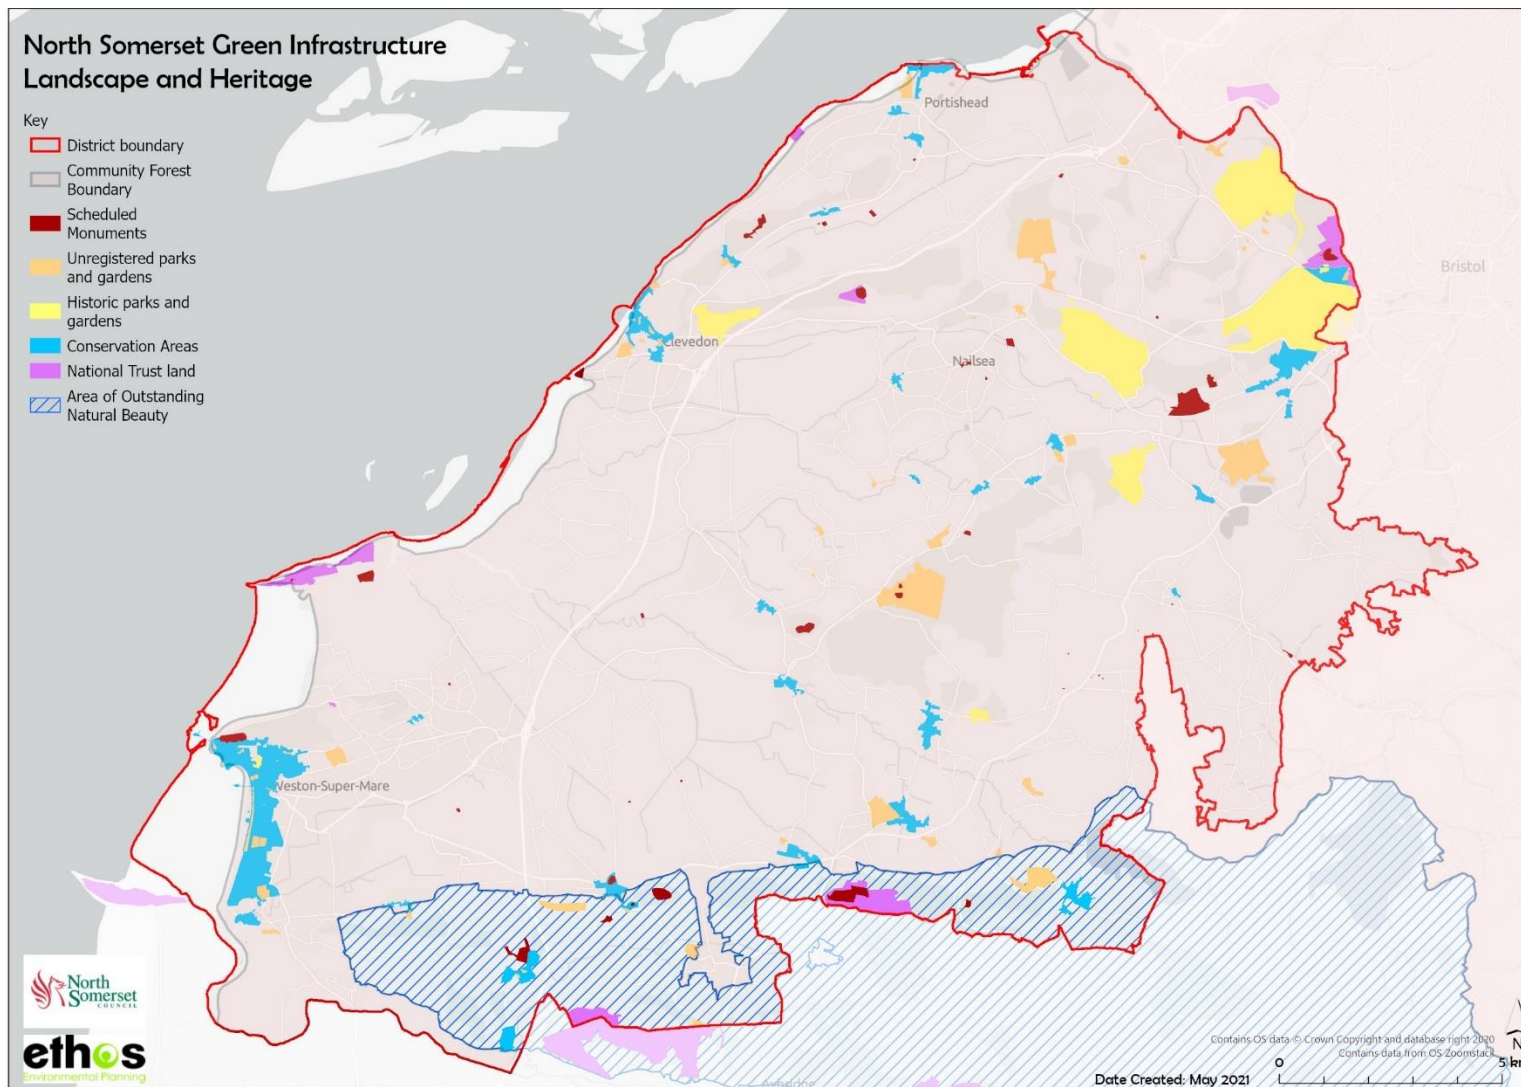 North Somerset Green Infrastructure
Landscape and Heritage
Key
District boundary
Community Forest
Boundary
Scheduled
Monuments
Unregistered parks
and gardens
Historic parks and
gardens
Conservation Areas
National Trust land
Area of Outstanding
Natural Beauty
Portishead
Bristol
Clevedon
Nailsea
Weston-Super-Mare
North
Somerset
COUNCIL
ethos
Environmental Planning
Contains OS data © Crown Copyright and database right 2020
Contains data from OS Zoomstack
N
0
5 km
Date Created: May 2021